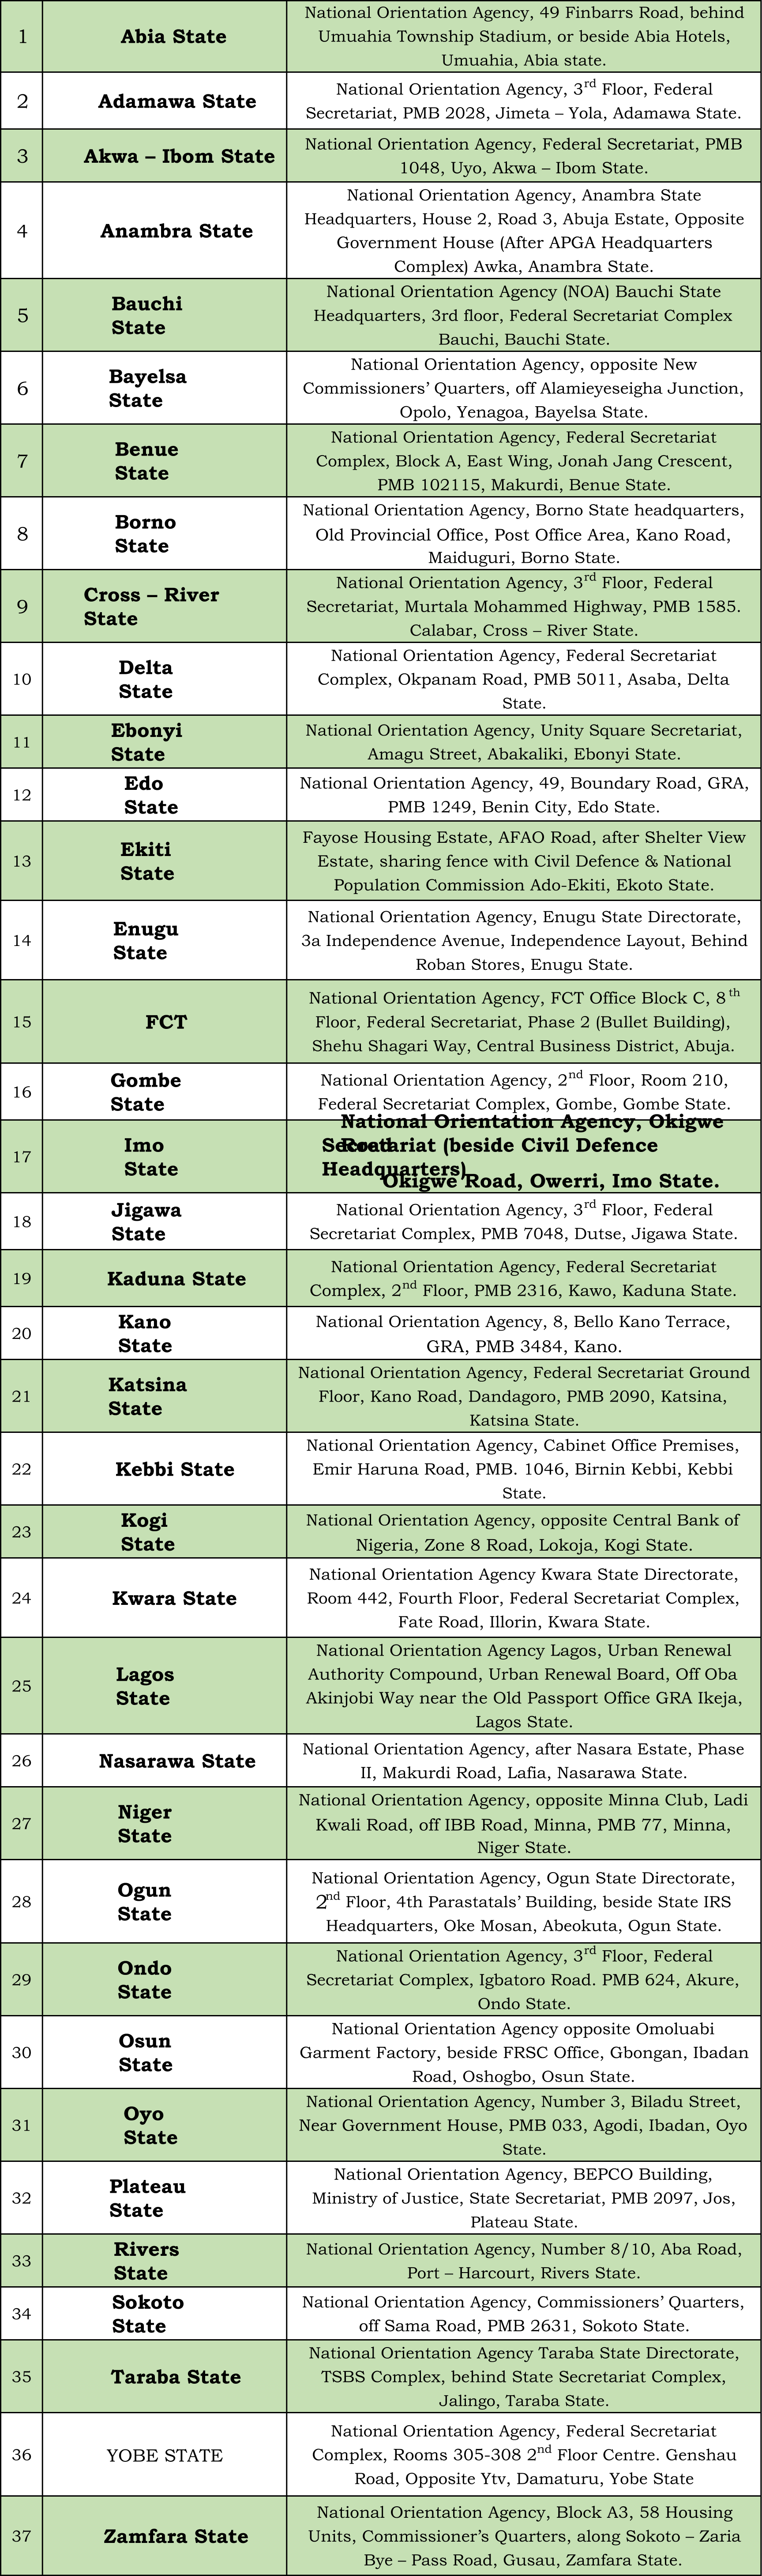 1
Abia State
National Orientation Agency, 49 Finbarrs Road, behind
Umuahia Township Stadium, or beside Abia Hotels,
Umuahia, Abia state.
2
Adamawa State
National Orientation Agency, 3rd Floor, Federal
Secretariat, PMB 2028, Jimeta – Yola, Adamawa State.
3
Akwa – Ibom State
National Orientation Agency, Federal Secretariat, PMB
1048, Uyo, Akwa – Ibom State.
4
Anambra State
National Orientation Agency, Anambra State
Headquarters, House 2, Road 3, Abuja Estate, Opposite
Government House (After APGA Headquarters
Complex) Awka, Anambra State.
5
Bauchi
State
National Orientation Agency (NOA) Bauchi State
Headquarters, 3rd floor, Federal Secretariat Complex
Bauchi, Bauchi State.
6
Bayelsa
State
National Orientation Agency, opposite New
Commissioners’ Quarters, off Alamieyeseigha Junction,
Opolo, Yenagoa, Bayelsa State.
7
Benue
State
National Orientation Agency, Federal Secretariat
Complex, Block A, East Wing, Jonah Jang Crescent,
PMB 102115, Makurdi, Benue State.
8
Borno
State
National Orientation Agency, Borno State headquarters,
Old Provincial Office, Post Office Area, Kano Road,
Maiduguri, Borno State.
9
Cross – River
State
National Orientation Agency, 3rd Floor, Federal
Secretariat, Murtala Mohammed Highway, PMB 1585.
Calabar, Cross – River State.
10
Delta
State
National Orientation Agency, Federal Secretariat
Complex, Okpanam Road, PMB 5011, Asaba, Delta
State.
11
Ebonyi
State
National Orientation Agency, Unity Square Secretariat,
Amagu Street, Abakaliki, Ebonyi State.
12
Edo
State
National Orientation Agency, 49, Boundary Road, GRA,
PMB 1249, Benin City, Edo State.
13
Ekiti
State
Fayose Housing Estate, AFAO Road, after Shelter View
Estate, sharing fence with Civil Defence & National
Population Commission Ado-Ekiti, Ekoto State.
14
Enugu
State
National Orientation Agency, Enugu State Directorate,
3a Independence Avenue, Independence Layout, Behind
Roban Stores, Enugu State.
15
FCT
National Orientation Agency, FCT Office Block C, 8th
Floor, Federal Secretariat, Phase 2 (Bullet Building),
Shehu Shagari Way, Central Business District, Abuja.
16
Gombe
State
National Orientation Agency, 2nd Floor, Room 210,
Federal Secretariat Complex, Gombe, Gombe State.
17
Imo
State
National Orientation Agency, Okigwe
Road
Secretariat (beside Civil Defence
Headquarters)
Okigwe Road, Owerri, Imo State.
18
Jigawa
State
National Orientation Agency, 3rd Floor, Federal
Secretariat Complex, PMB 7048, Dutse, Jigawa State.
19
Kaduna State
National Orientation Agency, Federal Secretariat
Complex, 2nd Floor, PMB 2316, Kawo, Kaduna State.
20
Kano
State
National Orientation Agency, 8, Bello Kano Terrace,
GRA, PMB 3484, Kano.
21
Katsina
State
National Orientation Agency, Federal Secretariat Ground
Floor, Kano Road, Dandagoro, PMB 2090, Katsina,
Katsina State.
22
Kebbi State
National Orientation Agency, Cabinet Office Premises,
Emir Haruna Road, PMB. 1046, Birnin Kebbi, Kebbi
State.
23
Kogi
State
National Orientation Agency, opposite Central Bank of
Nigeria, Zone 8 Road, Lokoja, Kogi State.
24
Kwara State
National Orientation Agency Kwara State Directorate,
Room 442, Fourth Floor, Federal Secretariat Complex,
Fate Road, Illorin, Kwara State.
25
Lagos
State
National Orientation Agency Lagos, Urban Renewal
Authority Compound, Urban Renewal Board, Off Oba
Akinjobi Way near the Old Passport Office GRA Ikeja,
Lagos State.
26
Nasarawa State
National Orientation Agency, after Nasara Estate, Phase
II, Makurdi Road, Lafia, Nasarawa State.
27
Niger
State
National Orientation Agency, opposite Minna Club, Ladi
Kwali Road, off IBB Road, Minna, PMB 77, Minna,
Niger State.
28
Ogun
State
National Orientation Agency, Ogun State Directorate,
2nd Floor, 4th Parastatals’ Building, beside State IRS
Headquarters, Oke Mosan, Abeokuta, Ogun State.
29
Ondo
State
National Orientation Agency, 3rd Floor, Federal
Secretariat Complex, Igbatoro Road. PMB 624, Akure,
Ondo State.
30
Osun
State
National Orientation Agency opposite Omoluabi
Garment Factory, beside FRSC Office, Gbongan, Ibadan
Road, Oshogbo, Osun State.
31
Oyo
State
National Orientation Agency, Number 3, Biladu Street,
Near Government House, PMB 033, Agodi, Ibadan, Oyo
State.
32
Plateau
State
National Orientation Agency, BEPCO Building,
Ministry of Justice, State Secretariat, PMB 2097, Jos,
Plateau State.
33
Rivers
State
National Orientation Agency, Number 8/10, Aba Road,
Port – Harcourt, Rivers State.
34
Sokoto
State
National Orientation Agency, Commissioners’ Quarters,
off Sama Road, PMB 2631, Sokoto State.
35
Taraba State
National Orientation Agency Taraba State Directorate,
TSBS Complex, behind State Secretariat Complex,
Jalingo, Taraba State.
36
YOBE STATE
National Orientation Agency, Federal Secretariat
Complex, Rooms 305-308 2nd Floor Centre. Genshau
Road, Opposite Ytv, Damaturu, Yobe State
37
Zamfara State
National Orientation Agency, Block A3, 58 Housing
Units, Commissioner’s Quarters, along Sokoto – Zaria
Bye – Pass Road, Gusau, Zamfara State.